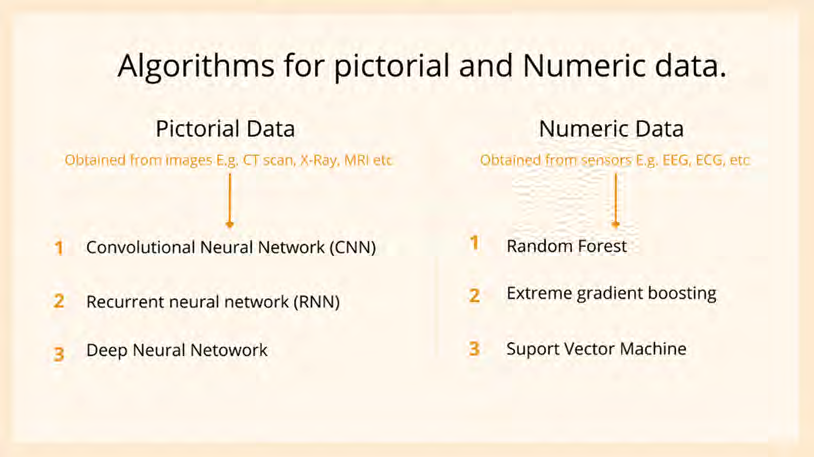 Algorithms for pictorial and Numeric data.
Pictorial Data
Obtained from images E.g. CT scan, X-Ray, MRI etc
1 Convolutional Neural Network (CNN)
2 Recurrent neural network (RNN)
3 Deep Neural Netowork
Numeric Data
Obtained from sensors E.g. EEG, ECG, etc
1 Random Forest
2 Extreme gradient boosting
3 Suport Vector Machine